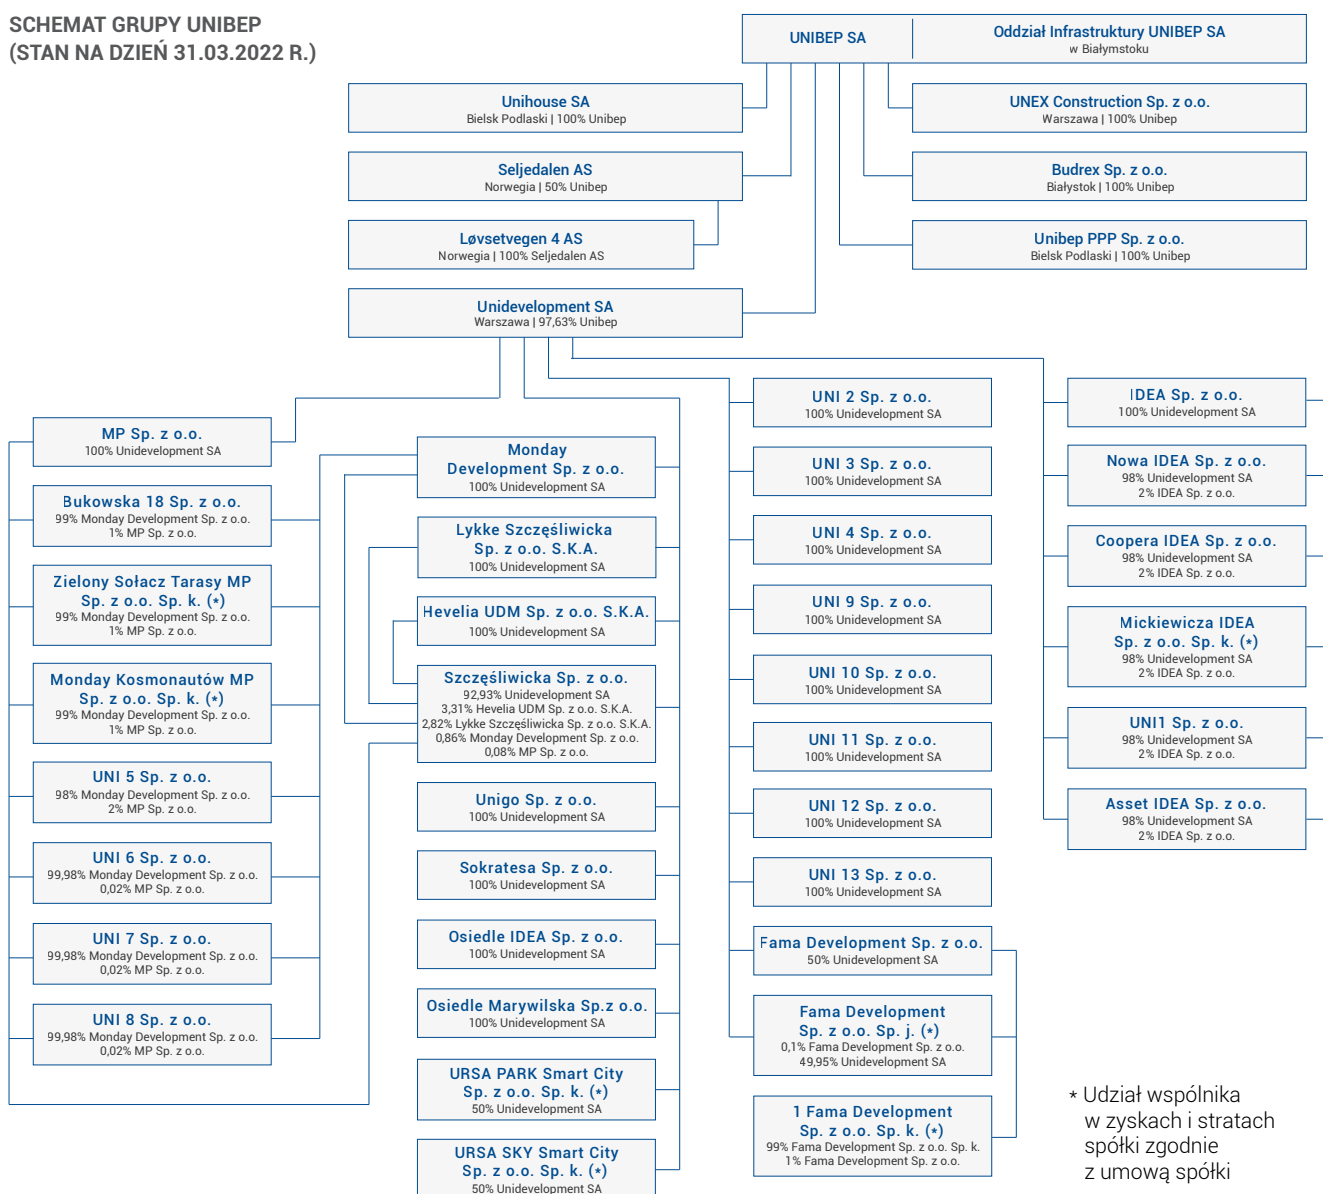 SCHEMAT GRUPY UNIBEP
(STAN NA DZIEŃ 31.03.2022 R.)
UNIBEP SA
Oddział Infrastruktury UNIBEP SA
w Białymstoku
Unihouse SA
Bielsk Podlaski | 100% Unibep
UNEX Construction Sp. z o.o.
Warszawa | 100% Unibep
Seljedalen AS
Norwegia | 50% Unibep
Budrex Sp. z o.o.
Białystok | 100% Unibep
Løvsetvegen 4 AS
Norwegia | 100% Seljedalen AS
Unibep PPP Sp. z o.o.
Bielsk Podlaski | 100% Unibep
Unidevelopment SA
Warszawa | 97,63% Unibep
MP Sp. z o.o.
100% Unidevelopment SA
Bukowska 18 Sp. z o.o.
99% Monday Development Sp. z o.o.
1% MP Sp. z o.o.
Zielony Sołacz Tarasy MP
Sp. z o.o. Sp. k. (*)
99% Monday Development Sp. z o.o.
1% MP Sp. z o.o.
Monday Kosmonautów MP
Sp. z o.o. Sp. k. (*)
99% Monday Development Sp. z o.o.
1% MP Sp. z o.o.
UNI 5 Sp. z o.o.
98% Monday Development Sp. z o.o.
2% MP Sp. z o.o.
UNI 6 Sp. z o.o.
99,98% Monday Development Sp. z o.o.
0,02% MP Sp. z o.o.
UNI 7 Sp. z o.o.
99,98% Monday Development Sp. z o.o.
0,02% MP Sp. z o.o.
UNI 8 Sp. z o.o.
99,98% Monday Development Sp. z o.o.
0,02% MP Sp. z o.o.
Monday
Development Sp. z o.o.
100% Unidevelopment SA
Lykke Szczęśliwicka
Sp. z o.o. S.K.A.
100% Unidevelopment SA
Hevelia UDM Sp. z o.o. S.K.A.
100% Unidevelopment SA
Szczęśliwicka Sp. z o.o.
92,93% Unidevelopment SA
3,31% Hevelia UDM Sp. z o.o. S.K.A.
2,82% Lykke Szczęśliwicka Sp. z o.o. S.K.A.
0,86% Monday Development Sp. z o.o.
0,08% MP Sp. z o.o.
Unigo Sp. z o.o.
100% Unidevelopment SA
Sokratesa Sp. z o.o.
100% Unidevelopment SA
Osiedle IDEA Sp. z o.o.
100% Unidevelopment SA
Osiedle Marywilska Sp.z o.o.
100% Unidevelopment SA
URSA PARK Smart City
Sp. z o.o. Sp. k. (*)
50% Unidevelopment SA
URSA SKY Smart City
Sp. z o.o. Sp. k. (*)
50% Unidevelopment SA
UNI 2 Sp. z o.o.
100% Unidevelopment SA
UNI 3 Sp. z o.o.
100% Unidevelopment SA
UNI 4 Sp. z o.o.
100% Unidevelopment SA
UNI 9 Sp. z o.o.
100% Unidevelopment SA
UNI 10 Sp. z o.o.
100% Unidevelopment SA
UNI 11 Sp. z o.o.
100% Unidevelopment SA
UNI 12 Sp. z o.o.
100% Unidevelopment SA
UNI 13 Sp. z o.o.
100% Unidevelopment SA
Fama Development Sp. z o.o.
50% Unidevelopment SA
Fama Development
Sp. z o.o. Sp. j. (*)
0,1% Fama Development Sp. z o.o.
49,95% Unidevelopment SA
1 Fama Development
Sp. z o.o. Sp. k. (*)
99% Fama Development Sp. z o.o. Sp. k.
1% Fama Development Sp. z o.o.
IDEA Sp. z o.o.
100% Unidevelopment SA
Nowa IDEA Sp. z o.o.
98% Unidevelopment SA
2% IDEA Sp. z o.o.
Coopera IDEA Sp. z o.o.
98% Unidevelopment SA
2% IDEA Sp. z o.o.
Mickiewicza IDEA
Sp. z o.o. Sp. k. (*)
98% Unidevelopment SA
2% IDEA Sp. z o.o.
UNI1 Sp. z o.o.
98% Unidevelopment SA
2% IDEA Sp. z o.o.
Asset IDEA Sp. z o.o.
98% Unidevelopment SA
2% IDEA Sp. z o.o.
* Udział wspólnika
w zyskach i stratach
spółki zgodnie
z umową spółki